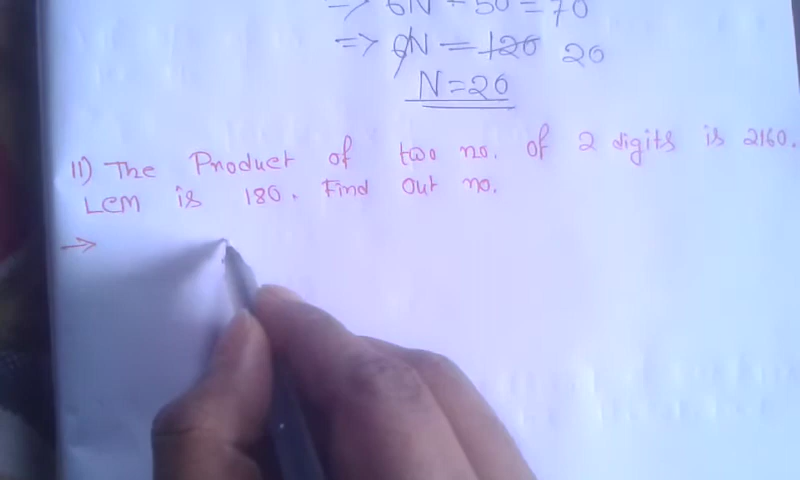 => 6N - 50 = 70
=> 6N = 120 20
N=20
11) The Product of two no. of 2 digits is 2160.
LCM is 180. Find Out no.
→